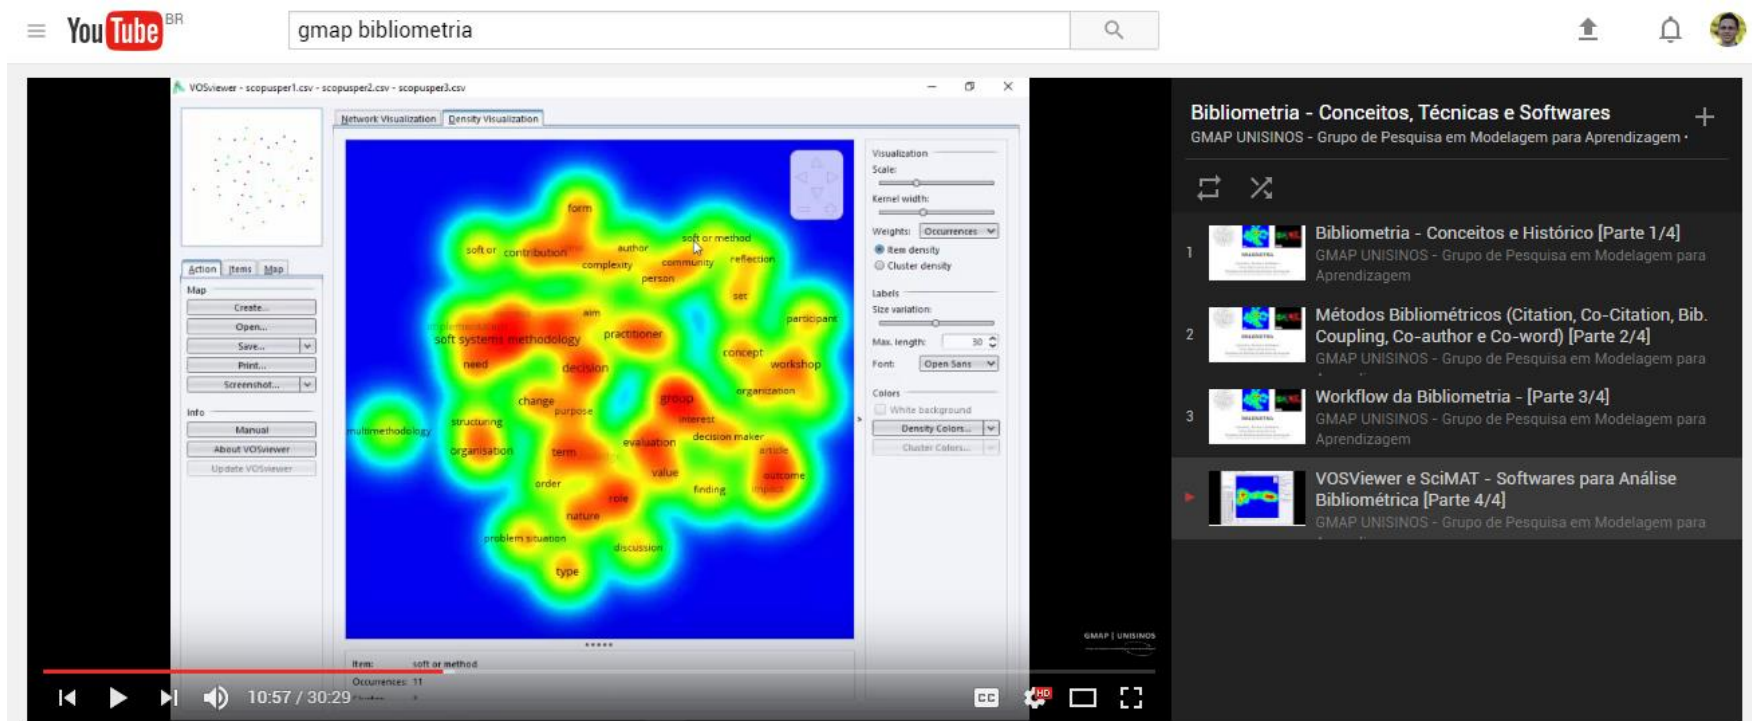 YouTube BR
gmap bibliometria
VOSviewer - scopusper1.csv - scopusper2.csv - scopusper3.csv
Network Visualization
Density Visualization
Action
Items
Map
Map
Create...
Open...
Save...
Print...
Screenshot...
Info
Manual
About VOSviewer
Update VOSviewer
form
soft or
contribution
author
soft or method
complexity
community
reflection
person
set
aim
participant
soft systems methodology
practitioner
concept
need
decision
workshop
organization
change
purpose
group
interest
multimethodology
structuring
evaluation
decision maker
organisation
term
article
value
outcome
order
finding
impact
role
nature
problem situation
discussion
type
Visualization
Scale:
Kernel width:
Weights: Occurrences
Item density
Cluster density
Labels
Size variation:
Max. length: 30
Font: Open Sans
Colors
White background
Density Colors...
Cluster Colors...
Item: soft or method
Occurrences: 11
GMAP | UNISINOS
10:57 / 30:29
CC
HD
Bibliometria - Conceitos, Técnicas e Softwares
GMAP UNISINOS - Grupo de Pesquisa em Modelagem para Aprendizagem •
1
Bibliometria - Conceitos e Histórico [Parte 1/4]
GMAP UNISINOS - Grupo de Pesquisa em Modelagem para
Aprendizagem
2
Métodos Bibliométricos (Citation, Co-Citation, Bib.
Coupling, Co-author e Co-word) [Parte 2/4]
GMAP UNISINOS - Grupo de Pesquisa em Modelagem para
3
Workflow da Bibliometria - [Parte 3/4]
GMAP UNISINOS - Grupo de Pesquisa em Modelagem para
Aprendizagem
VOSViewer e SciMAT - Softwares para Análise
Bibliométrica [Parte 4/4]
GMAP UNISINOS - Grupo de Pesquisa em Modelagem para